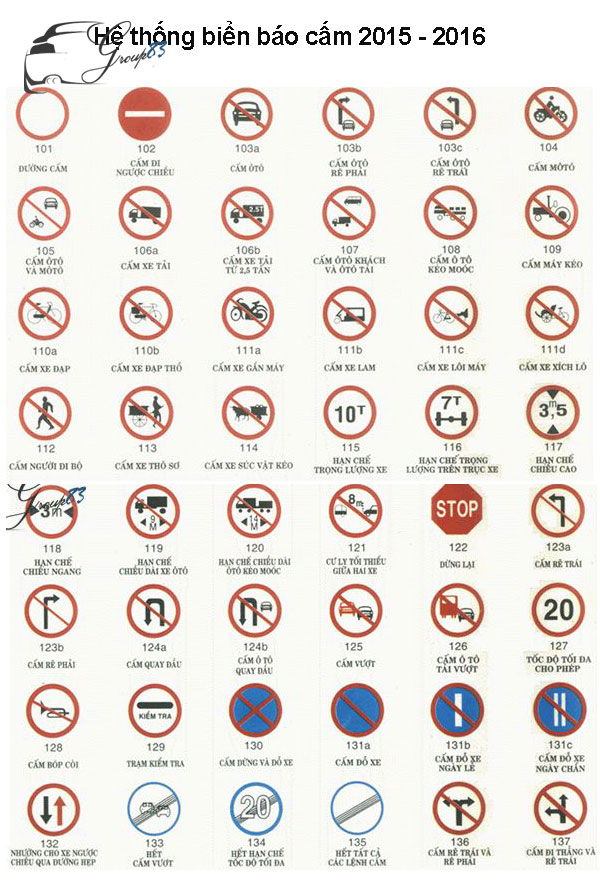 Hệ thống biển báo cấm 2015 - 2016
Group83
101
ĐƯỜNG CẤM
102
CẤM ĐI
NGƯỢC CHIỀU
103a
CẤM ÔTÔ
103b
CẤM ÔTÔ
RẼ PHẢI
103c
CẤM ÔTÔ
RẼ TRÁI
104
CẤM MÔTÔ
105
CẤM ÔTÔ
VÀ MÔTÔ
106a
CẤM XE TẢI
2.5T
106b
CẤM XE TẢI
TỪ 2,5 TẤN
107
CẤM ÔTÔ KHÁCH
VÀ ÔTÔ TẢI
108
CẤM Ô TÔ
KÉO MOÓC
109
CẤM MÁY KÉO
110a
CẤM XE ĐẠP
110b
CẤM XE ĐẠP THỒ
111a
CẤM XE GẮN MÁY
111b
CẤM XE LAM
111c
CẤM XE LÔI MÁY
111d
CẤM XE XÍCH LÔ
112
CẤM NGƯỜI ĐI BỘ
113
CẤM XE THÔ SƠ
114
CẤM XE SÚC VẬT KÉO
10T
115
HẠN CHẾ
TRỌNG LƯỢNG XE
7T
116
HẠN CHẾ TRỌNG
LƯỢNG TRÊN TRỤC XE
m
3,5
117
HẠN CHẾ
CHIỀU CAO
Group83
3m
118
HẠN CHẾ
CHIỀU NGANG
8
M
119
HẠN CHẾ
CHIỀU DÀI XE ÔTÔ
14
M
120
HẠN CHẾ CHIỀU DÀI
ÔTÔ KÉO MOÓC
8m
121
CỰ LY TỐI THIỂU
GIỮA HAI XE
STOP
122
DỪNG LẠI
123a
CẤM RẼ TRÁI
123b
CẤM RẼ PHẢI
124a
CẤM QUAY ĐẦU
124b
CẤM Ô TÔ
QUAY ĐẦU
125
CẤM VƯỢT
126
CẤM Ô TÔ
TẢI VƯỢT
20
127
TỐC ĐỘ TỐI ĐA
CHO PHÉP
128
CẤM BÓP CÒI
KIỂM TRA
129
TRẠM KIỂM TRA
130
CẤM DỪNG VÀ ĐỖ XE
131a
CẤM ĐỖ XE
131b
CẤM ĐỖ XE
NGÀY LẺ
131c
CẤM ĐỖ XE
NGÀY CHẴN
132
NHƯỜNG CHO XE NGƯỢC
CHIỀU QUA ĐƯỜNG HẸP
133
HẾT
CẤM VƯỢT
20
134
HẾT HẠN CHẾ
TỐC ĐỘ TỐI ĐA
135
HẾT TẤT CẢ
CÁC LỆNH CẤM
136
CẤM RẼ TRÁI VÀ
RẼ PHẢI
137
CẤM ĐI THẲNG VÀ
RẼ TRÁI